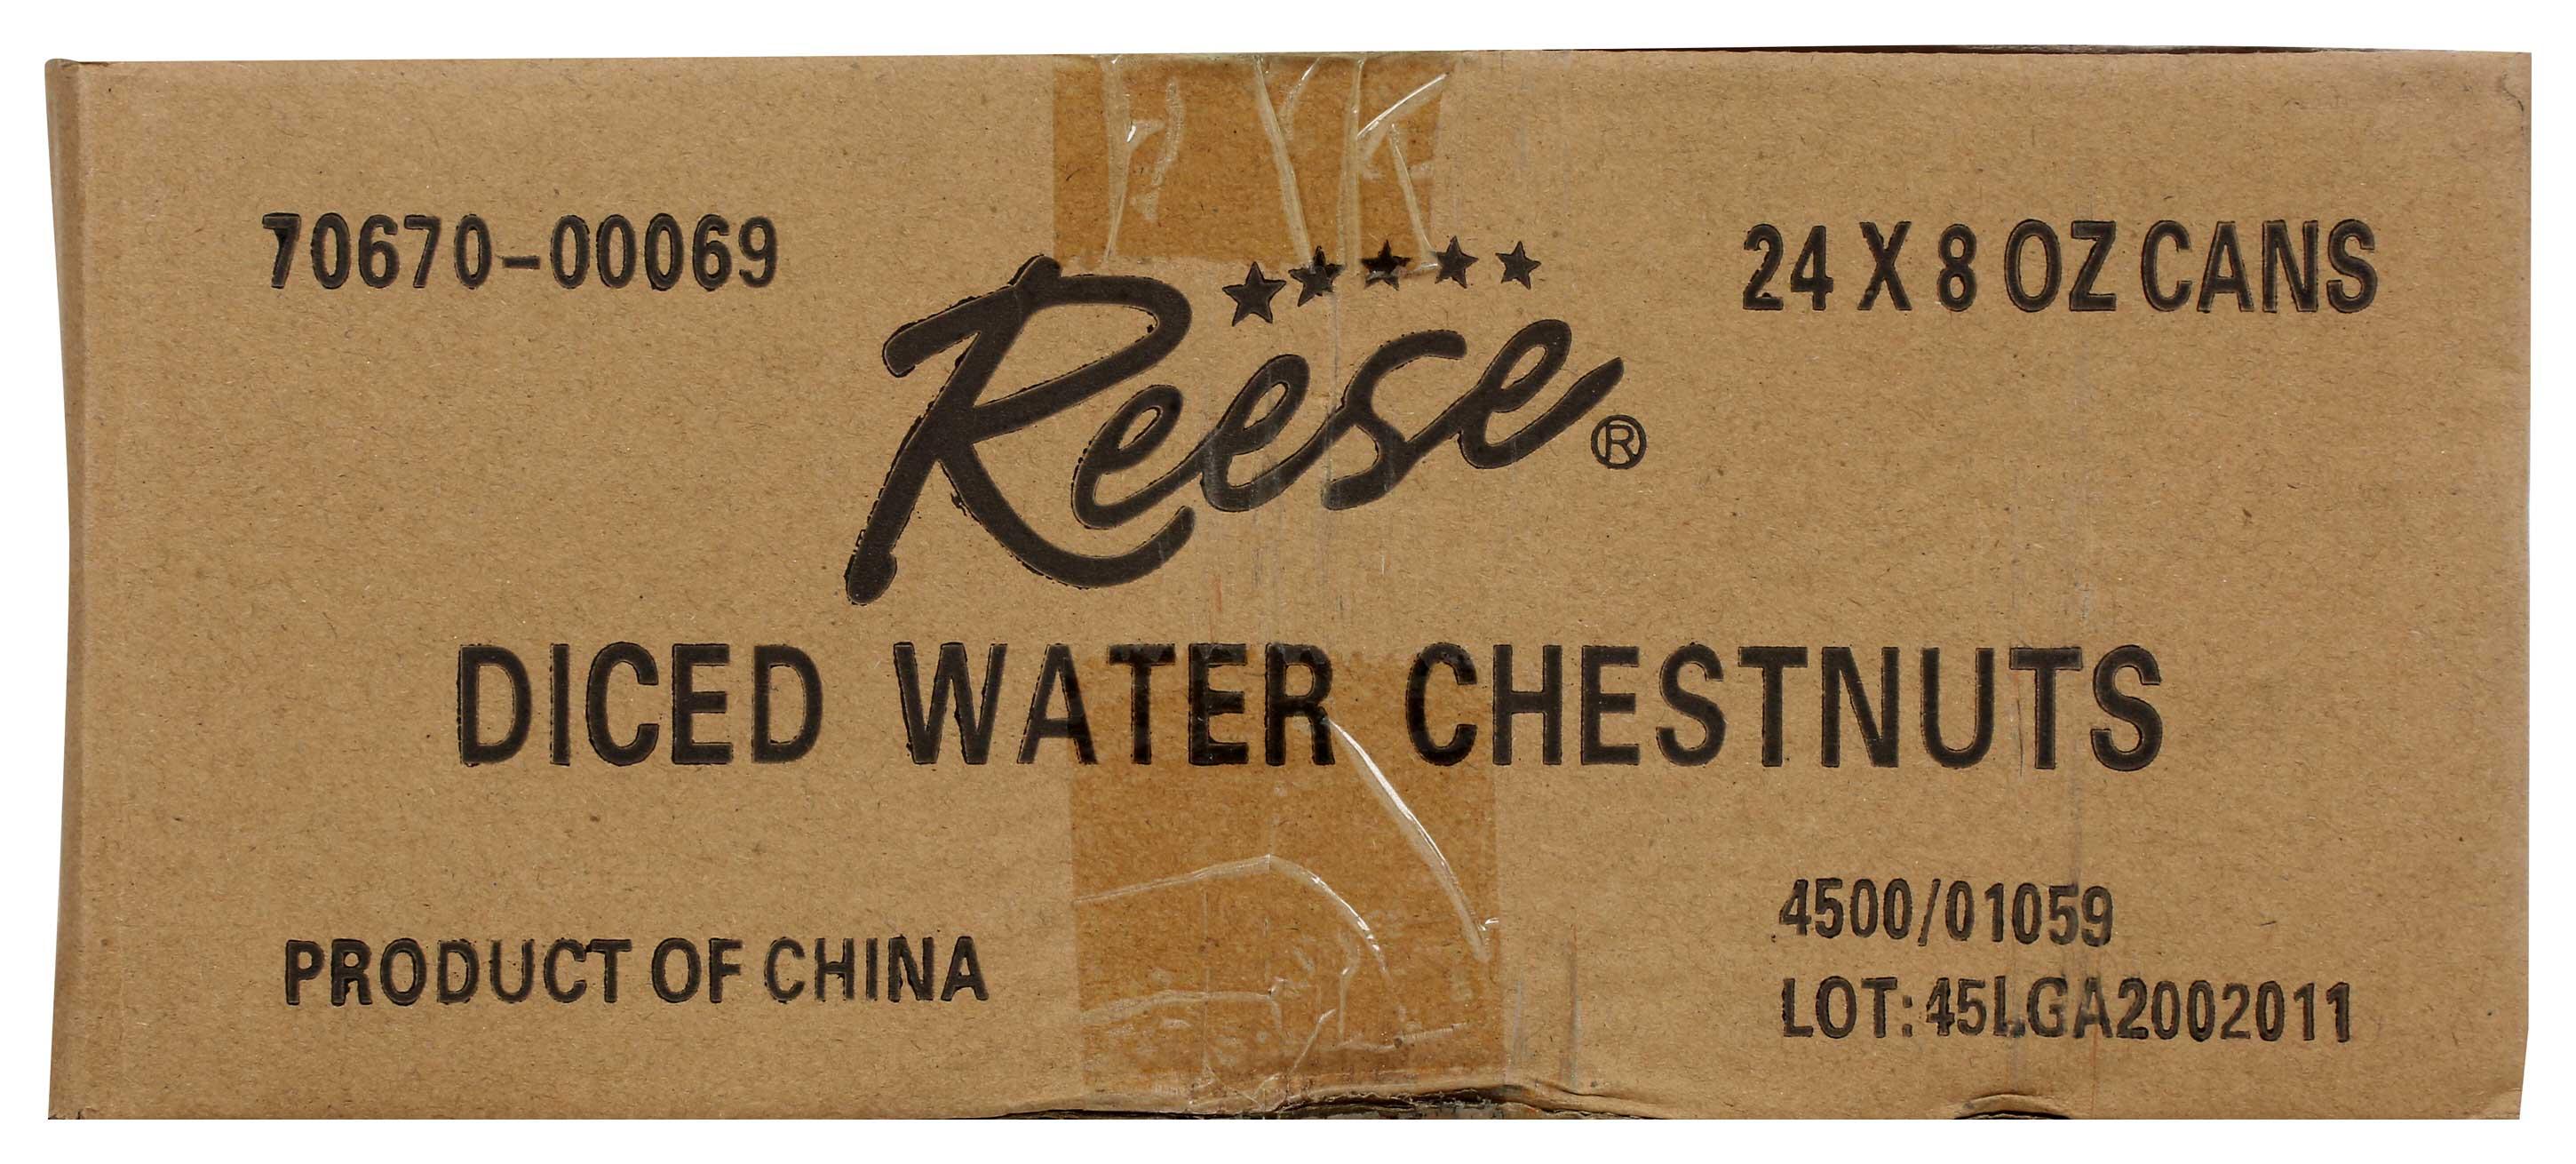 70670-00069
24 X 8 OZ CANS
Reese®
DICED WATER CHESTNUTS
PRODUCT OF CHINA
4500/01059
LOT:45LGA2002011